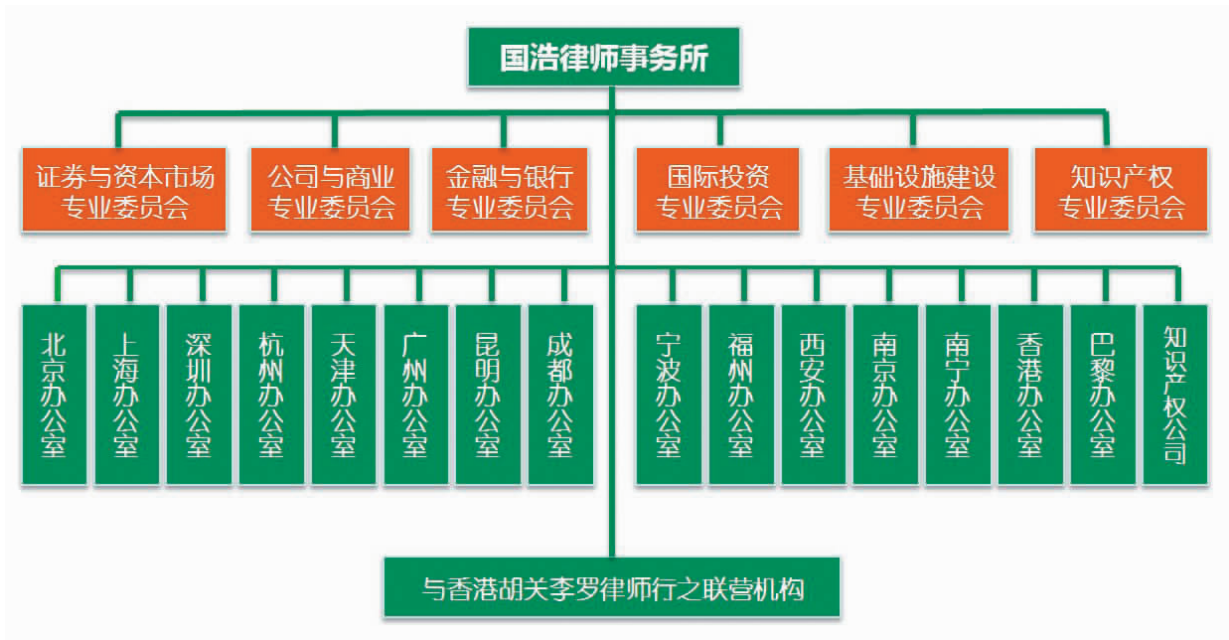 国浩律师事务所
证券与资本市场
专业委员会
公司与商业
专业委员会
金融与银行
专业委员会
国际投资
专业委员会
基础设施建设
专业委员会
知识产权
专业委员会
北京办公室
上海办公室
深圳办公室
杭州办公室
天津办公室
广州办公室
昆明办公室
成都办公室
宁波办公室
福州办公室
西安办公室
南京办公室
南宁办公室
香港办公室
巴黎办公室
知识产权公司
与香港胡关李罗律师行之联营机构